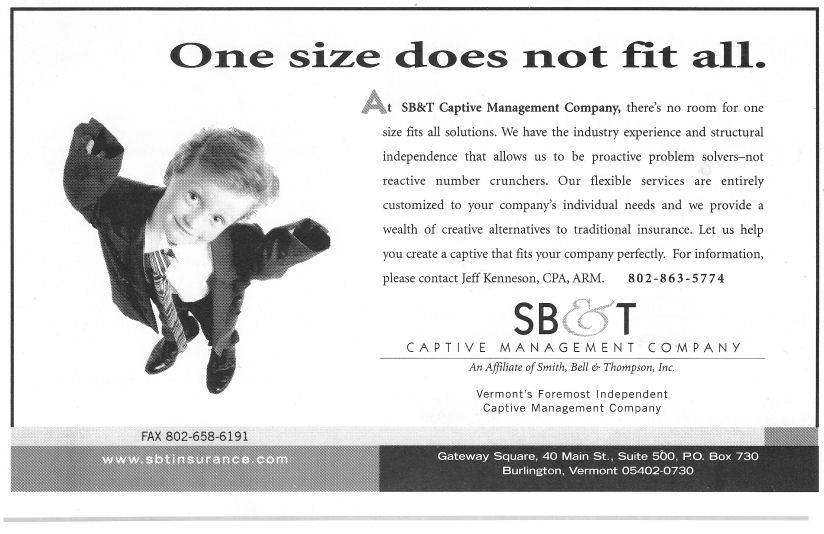 One size does not fit all.
At SB&T Captive Management Company, there's no room for one
size fits all solutions. We have the industry experience and structural
independence that allows us to be proactive problem solvers–not
reactive number crunchers. Our flexible services are entirely
customized to your company's individual needs and we provide a
wealth of creative alternatives to traditional insurance. Let us help
you create a captive that fits your company perfectly. For information,
please contact Jeff Kenneson, CPA, ARM. 802-863-5774
SB&T
CAPTIVE MANAGEMENT COMPANY
An Affiliate of Smith, Bell & Thompson, Inc.
Vermont's Foremost Independent
Captive Management Company
FAX 802-658-6191
www.sbtinsurance.com
Gateway Square, 40 Main St., Suite 500, P.O. Box 730
Burlington, Vermont 05402-0730